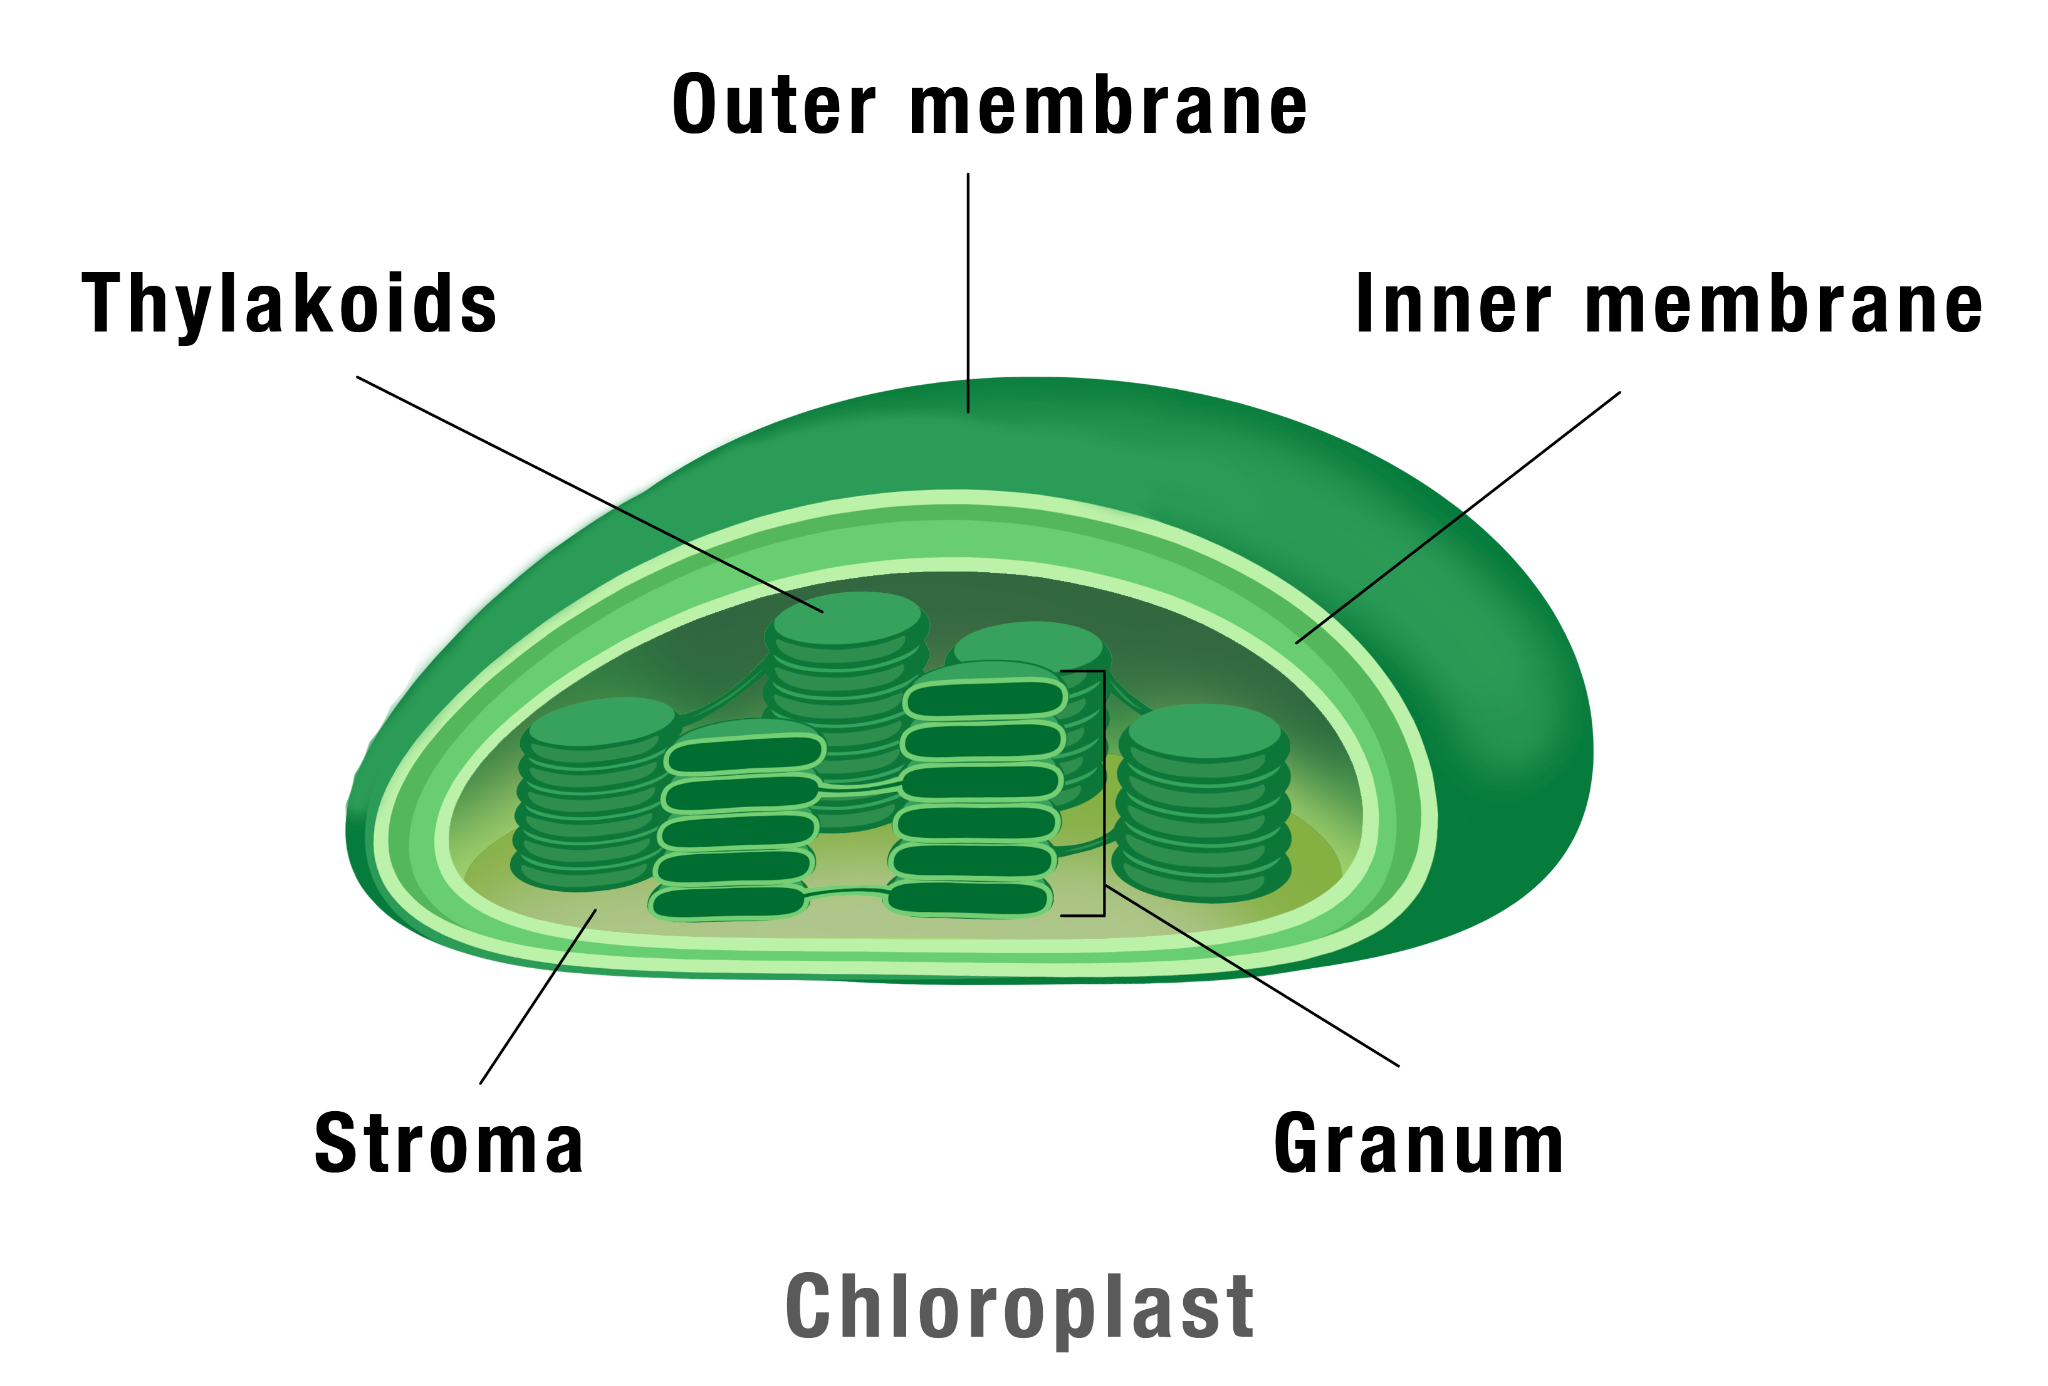 Outer membrane
Thylakoids
Inner membrane
Stroma
Granum
Chloroplast